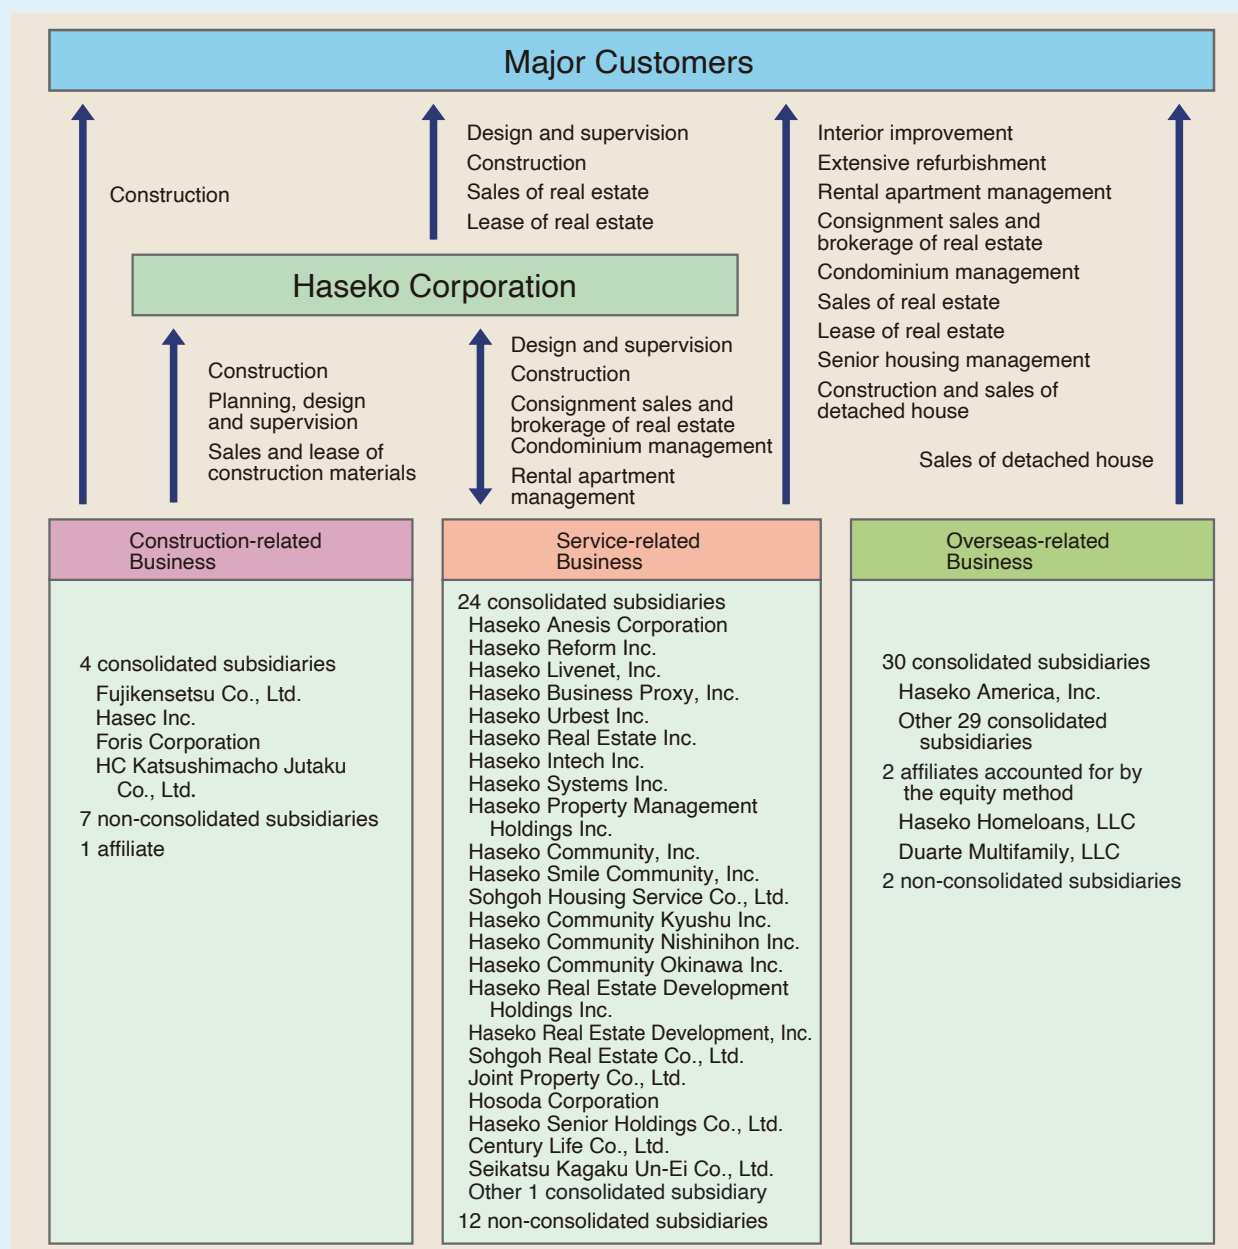 Major Customers
Construction
Design and supervision
Construction
Sales of real estate
Lease of real estate
Interior improvement
Extensive refurbishment
Rental apartment management
Consignment sales and
brokerage of real estate
Condominium management
Sales of real estate
Lease of real estate
Senior housing management
Construction and sales of
detached house
Sales of detached house
Haseko Corporation
Construction
Planning, design
and supervision
Sales and lease of
construction materials
Design and supervision
Construction
Consignment sales and
brokerage of real estate
Condominium management
Rental apartment
management
Construction-related
Business
4 consolidated subsidiaries
Fujikensetsu Co., Ltd.
Hasec Inc.
Foris Corporation
HC Katsushimacho Jutaku
Co., Ltd.
7 non-consolidated subsidiaries
1 affiliate
Service-related
Business
24 consolidated subsidiaries
Haseko Anesis Corporation
Haseko Reform Inc.
Haseko Livenet, Inc.
Haseko Business Proxy, Inc.
Haseko Urbest Inc.
Haseko Real Estate Inc.
Haseko Intech Inc.
Haseko Systems Inc.
Haseko Property Management
Holdings Inc.
Haseko Community, Inc.
Haseko Smile Community, Inc.
Sohgoh Housing Service Co., Ltd.
Haseko Community Kyushu Inc.
Haseko Community Nishinihon Inc.
Haseko Community Okinawa Inc.
Haseko Real Estate Development
Holdings Inc.
Haseko Real Estate Development, Inc.
Sohgoh Real Estate Co., Ltd.
Joint Property Co., Ltd.
Hosoda Corporation
Haseko Senior Holdings Co., Ltd.
Century Life Co., Ltd.
Seikatsu Kagaku Un-Ei Co., Ltd.
Other 1 consolidated subsidiary
12 non-consolidated subsidiaries
Overseas-related
Business
30 consolidated subsidiaries
Haseko America, Inc.
Other 29 consolidated
subsidiaries
2 affiliates accounted for by
the equity method
Haseko Homeloans, LLC
Duarte Multifamily, LLC
2 non-consolidated subsidiaries